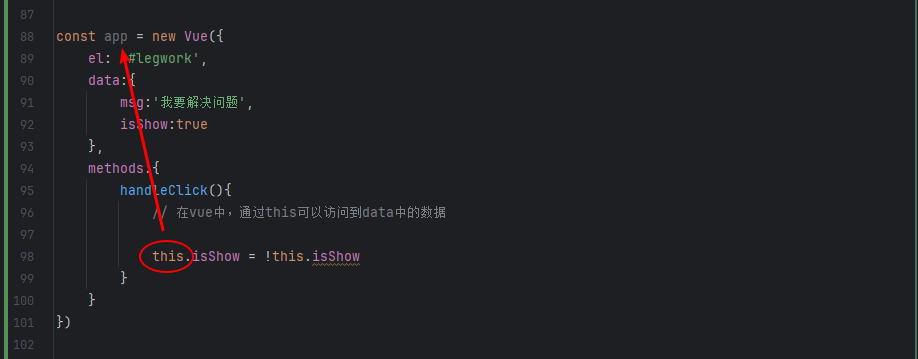 87
88 const app = new Vue({
89 el: '#legwork',
90 data:{
91 msg:'我要解决问题',
92 isShow:true
93 },
94 methods:{
95 handleClick(){
96 // 在vue中，通过this可以访问到data中的数据
97
98 this.isShow = !this.isShow
99 }
100 }
101 })
102